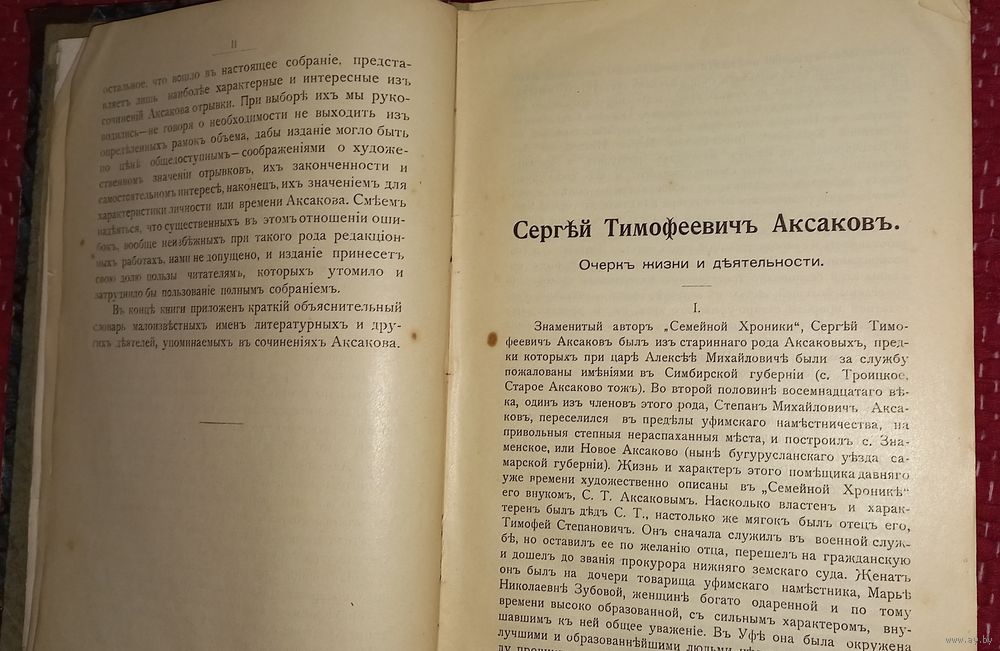 II
остальное, что вошло въ настоящее собраніе, предста-
вляетъ лишь наиболѣе характерные и интересные изъ
сочиненій Аксакова отрывки. При выборѣ ихъ мы руко-
водились—не говоря о необходимости не выходить изъ
опредѣленныхъ рамокъ объема, дабы изданіе могло быть
по цѣнѣ общедоступнымъ—соображеніями о художе-
ственномъ значеніи отрывковъ, ихъ законченности и
самостоятельномъ интересѣ, наконецъ, ихъ значеніемъ для
характеристики личности или времени Аксакова. Смѣемъ
надѣяться, что существенныхъ въ этомъ отношеніи оши-
бокъ, вообще неизбѣжныхъ при такого рода редакціон-
ныхъ работахъ, нами не допущено, и изданіе принесетъ
свою долю пользы читателямъ, которыхъ утомило и
затруднило бы пользованіе полнымъ собраніемъ.
Въ концѣ книги приложенъ краткій объяснительный
словарь малоизвѣстныхъ именъ литературныхъ и дру-
гихъ дѣятелей, упоминаемыхъ въ сочиненіяхъ Аксакова.
Сергѣй Тимофеевичъ Аксаковъ.
Очеркъ жизни и дѣятельности.
I.
Знаменитый авторъ „Семейной Хроники“, Сергѣй Тимо-
феевичъ Аксаковъ былъ изъ стариннаго рода Аксаковыхъ, пред-
ки которыхъ при царѣ Алексѣѣ Михайловичѣ были за службу
пожалованы имѣніями въ Симбирской губерніи (с. Троицкое,
Старое Аксаково тожъ). Во второй половинѣ восемнадцатаго вѣ-
ка, одинъ изъ членовъ этого рода, Степанъ Михайловичъ Акса-
ковъ, переселился въ предѣлы уфимскаго намѣстничества, на
привольныя степныя нераспаханныя мѣста, и построилъ с. Зна-
менское, или Новое Аксаково (нынѣ бугурусланскаго уѣзда са-
марской губерніи). Жизнь и характеръ этого помѣщика давняго
уже времени художественно описаны въ „Семейной Хроникѣ“
его внукомъ, С. Т. Аксаковымъ. Насколько властенъ и харак-
теренъ былъ дѣдъ С. Т., настолько же мягокъ былъ отецъ его,
Тимофей Степановичъ. Онъ сначала служилъ въ военной служ-
бѣ, но оставилъ ее по желанію отца, перешелъ на гражданскую
и дошелъ до званія прокурора нижняго земскаго суда. Женатъ
онъ былъ на дочери товарища уфимскаго намѣстника, Марьѣ
Николаевнѣ Зубовой, женщинѣ богато одаренной и по тому
времени высоко образованной, съ сильнымъ характеромъ, вну-
шавшимъ къ ней общее уваженіе. Въ Уфѣ она была окружена
лучшими и образованнѣйшими людьми
www.ay.by